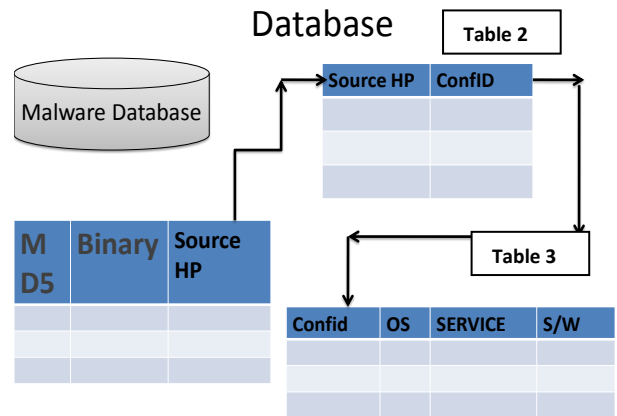 Database
Table 2
Malware Database
Source HP ConfID
M
D5
Binary
Source
HP
Table 3
Confid OS SERVICE S/W